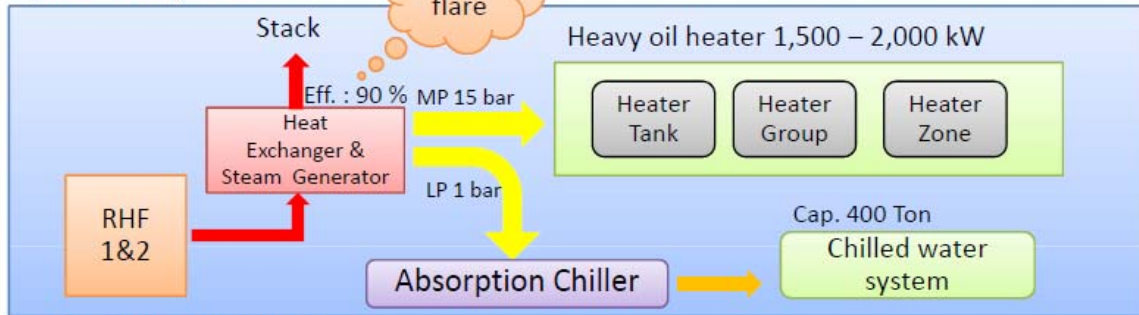 flare
Stack
Heavy oil heater 1,500 – 2,000 kW
Eff. : 90 %
MP 15 bar
Heat
Exchanger &
Steam Generator
Heater
Tank
Heater
Group
Heater
Zone
LP 1 bar
RHF
1&2
Cap. 400 Ton
Chilled water
system
Absorption Chiller